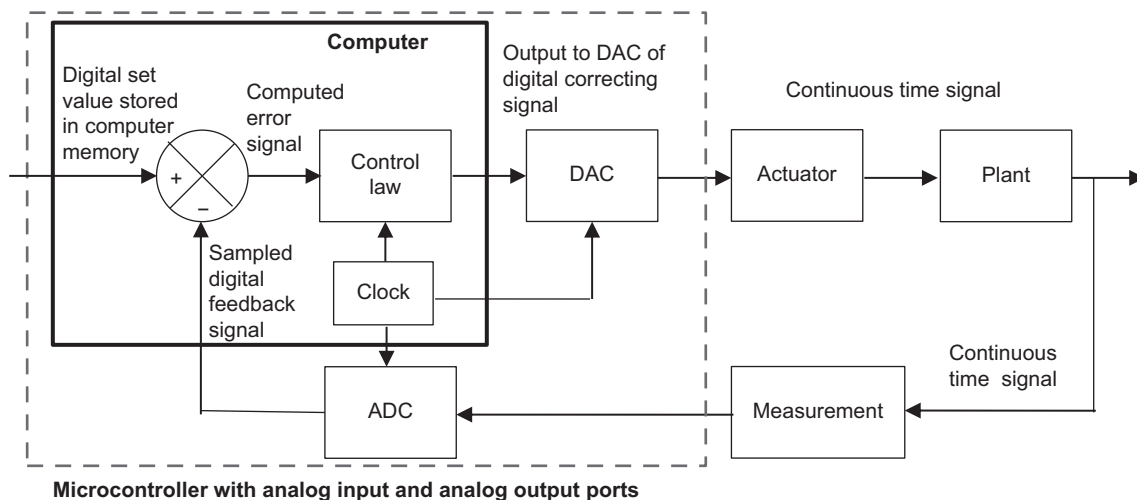 Computer
Digital set
value stored
in computer
memory
Computed
error
signal
Output to DAC of
digital correcting
signal
Continuous time signal
+
−
Control
law
DAC
Actuator
Plant
Sampled
digital
feedback
signal
Clock
Continuous
time signal
ADC
Measurement
Microcontroller with analog input and analog output ports